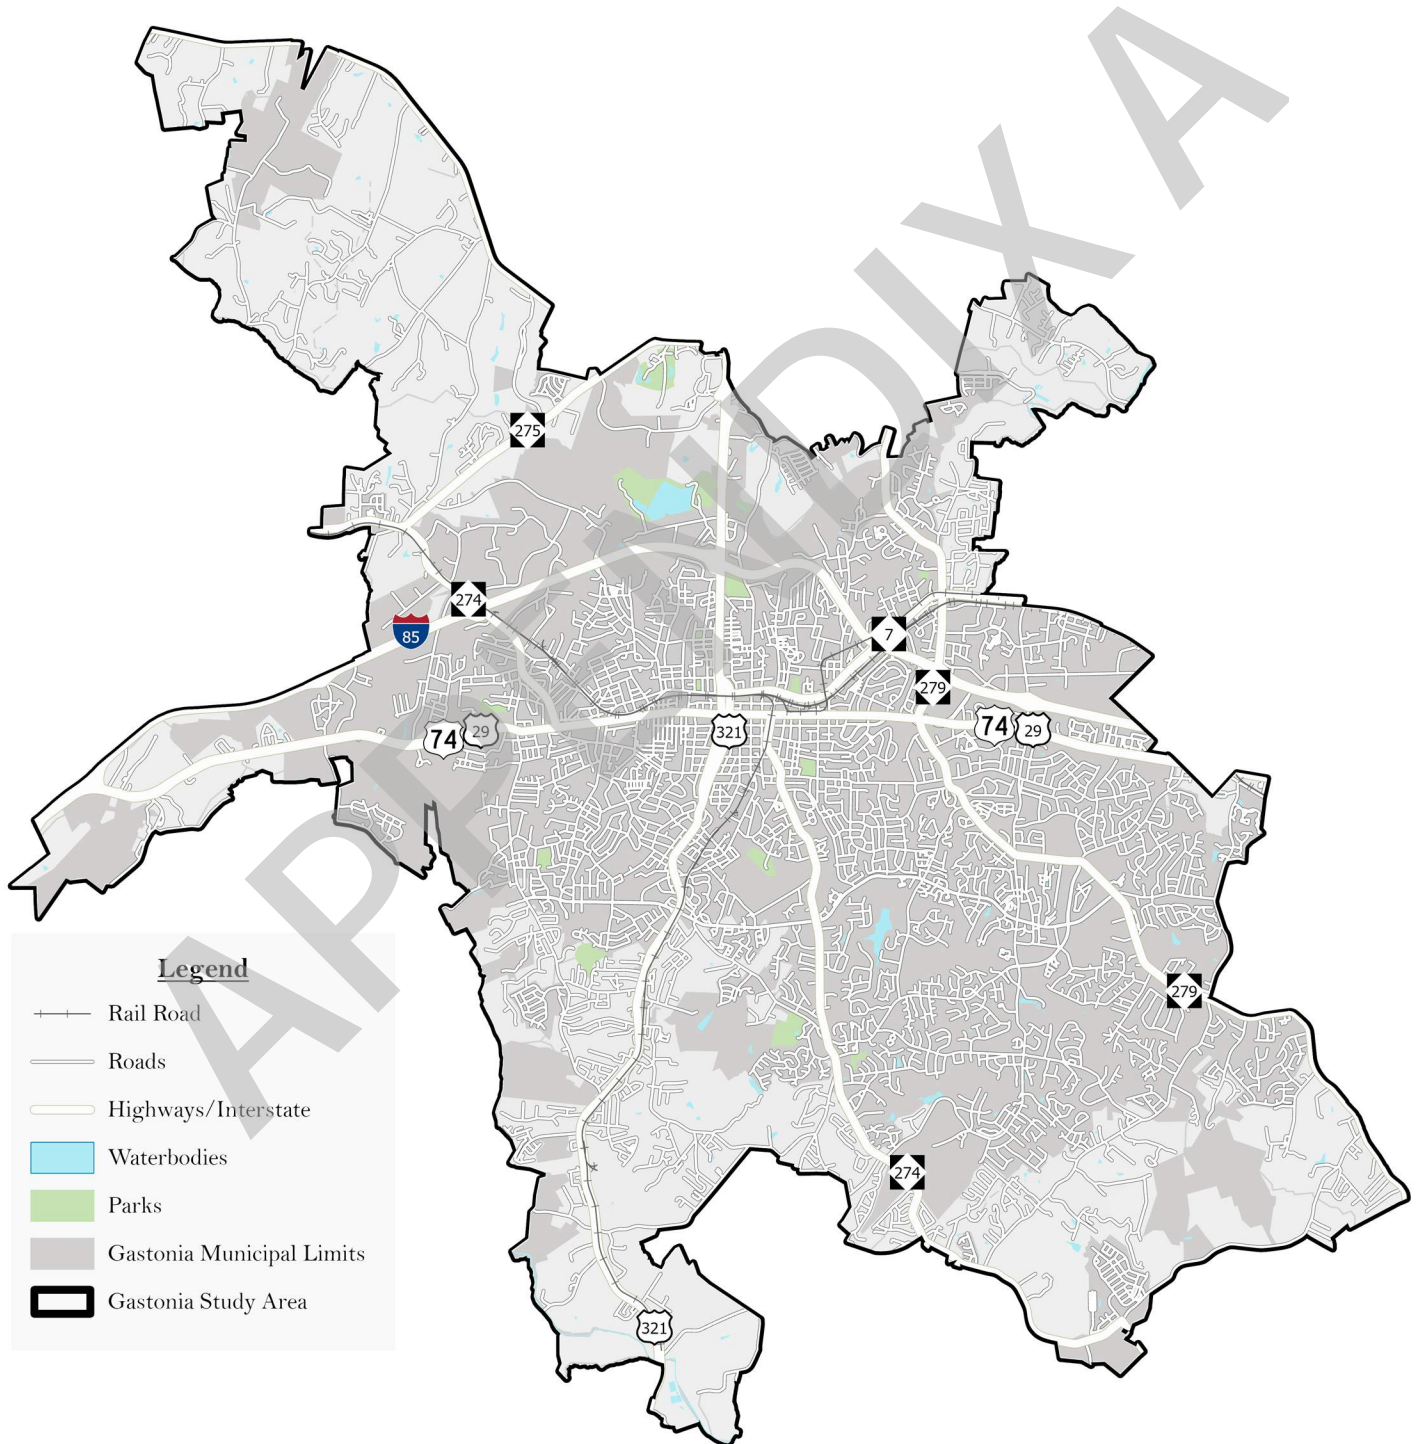 APPENDIX A
275
274
85
7
279
74
29
321
74
29
279
274
321
Legend
Rail Road
Roads
Highways/Interstate
Waterbodies
Parks
Gastonia Municipal Limits
Gastonia Study Area